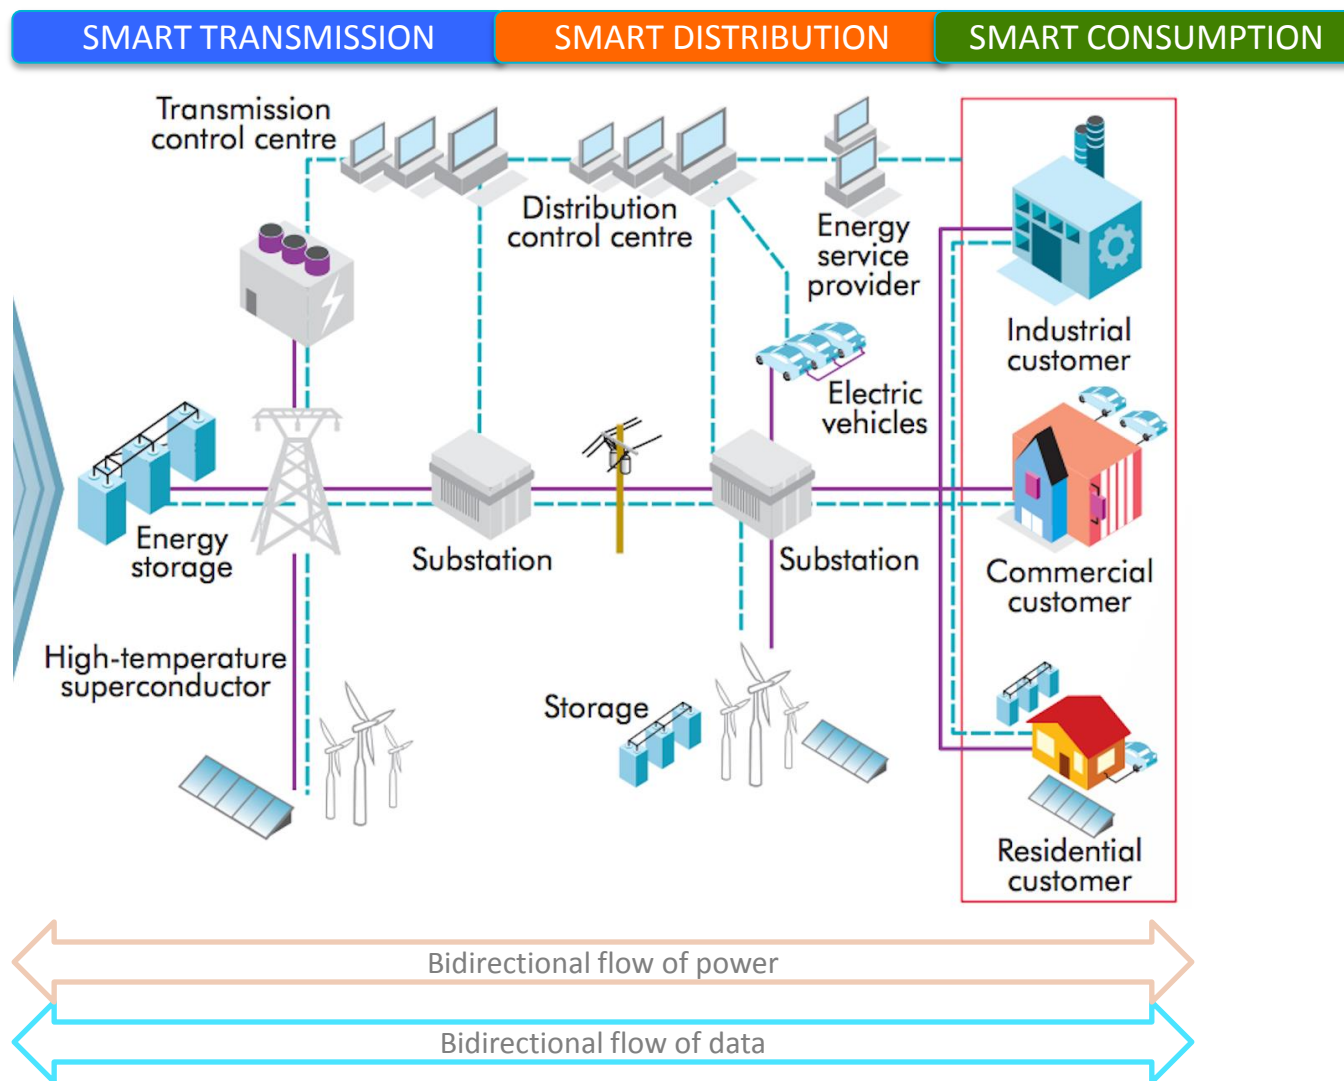 SMART TRANSMISSION
SMART DISTRIBUTION
SMART CONSUMPTION
Transmission
control centre
Distribution
control centre
Energy
service
provider
Industrial
customer
Electric
vehicles
Energy
storage
Substation
Substation
Commercial
customer
High-temperature
superconductor
Storage
Residential
customer
Bidirectional flow of power
Bidirectional flow of data